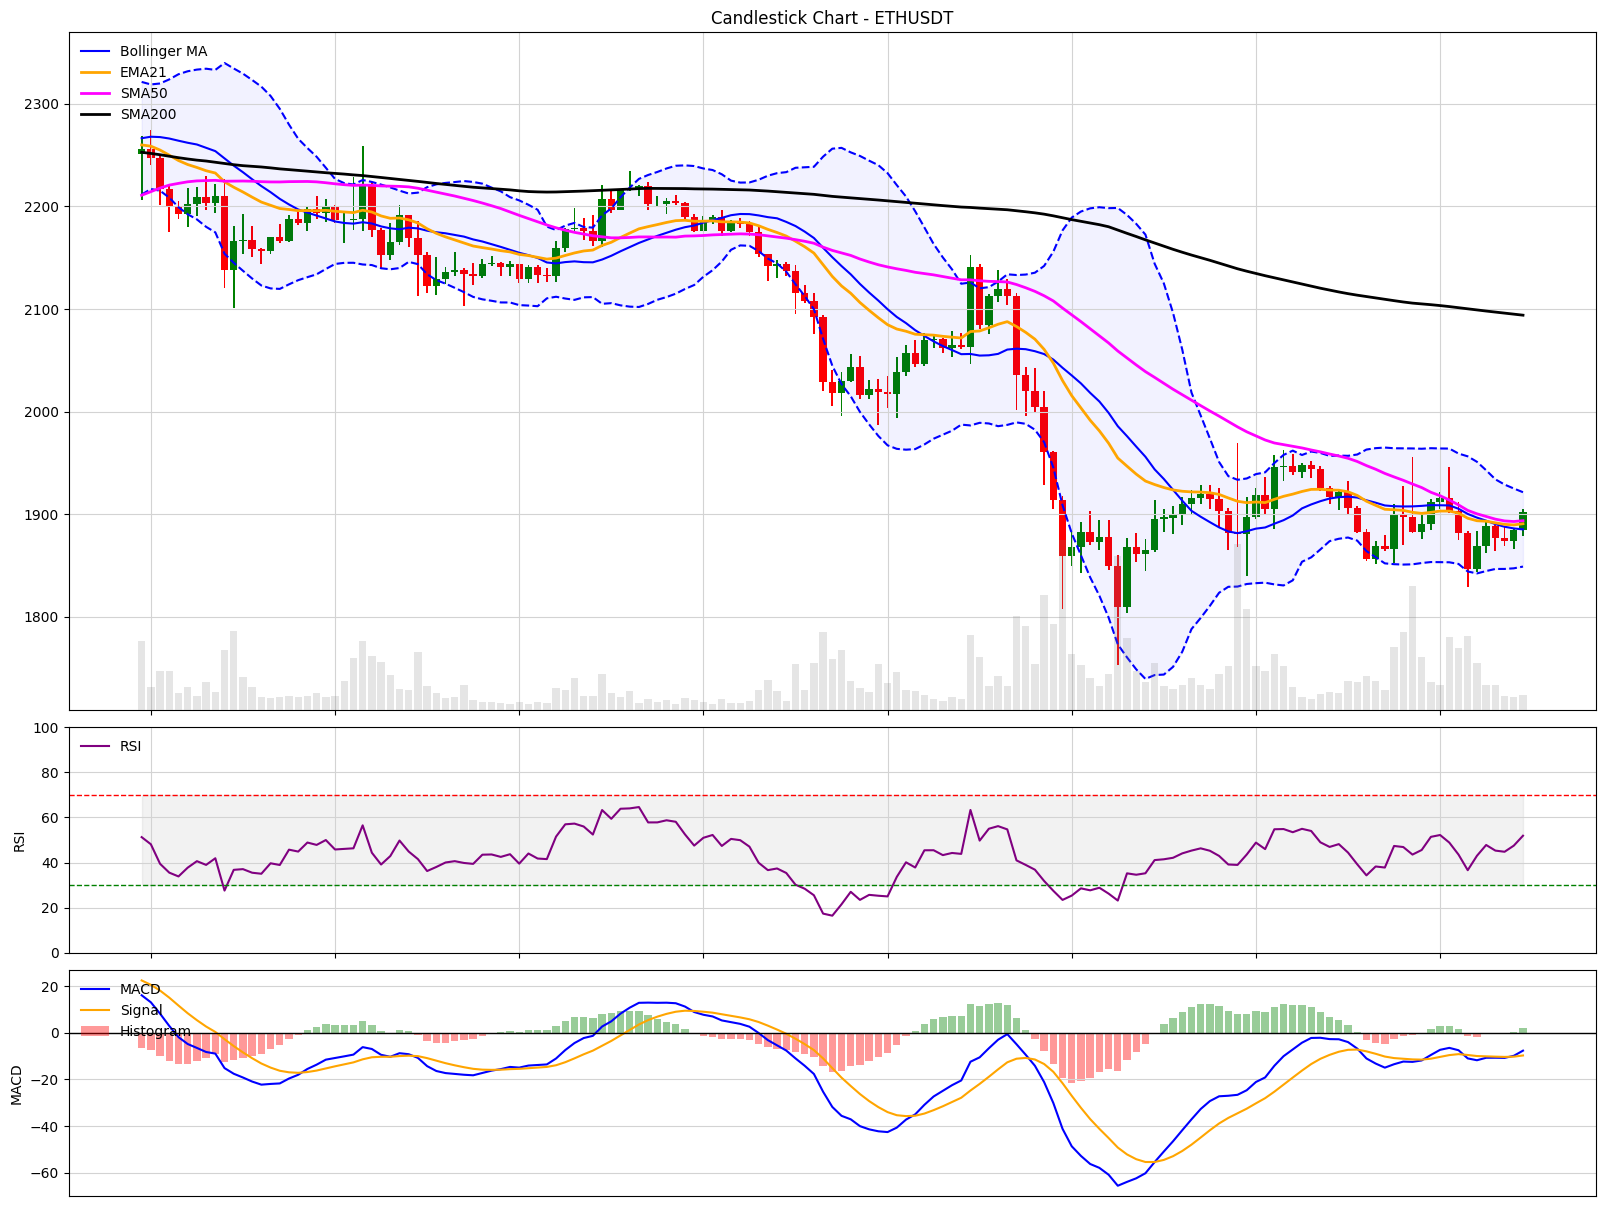 Candlestick Chart - ETHUSDT
Bollinger MA
EMA21
SMA50
SMA200
2300
2200
2100
2000
1900
1800
RSI
100
80
60
40
20
0
RSI
MACD
Signal
Histogram
20
0
−20
−40
−60
MACD